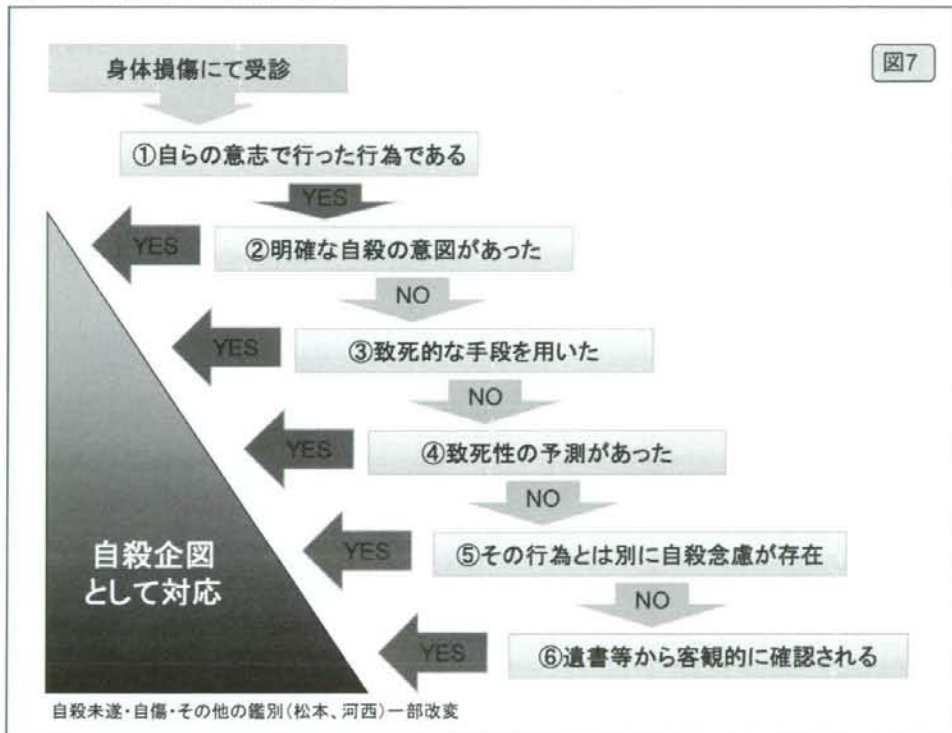 身体損傷にて受診
図7
①自らの意志で行った行為である
YES
YES
②明確な自殺の意図があった
NO
YES
③致死的な手段を用いた
NO
YES
④致死性の予測があった
NO
YES
⑤その行為とは別に自殺念慮が存在
NO
YES
⑥遺書等から客観的に確認される
自殺企図
として対応
自殺未遂・自傷・その他の鑑別(松本、河西)一部改変